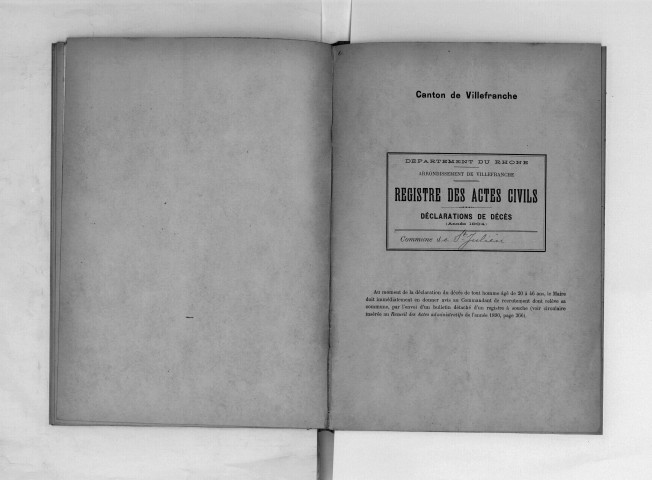 Canton de Villefranche
DÉPARTEMENT DU RHONE
ARRONDISSEMENT DE VILLEFRANCHE
REGISTRE DES ACTES CIVILS
DÉCLARATIONS DE DÉCÈS
(Année 1894)
Commune de St Julien
Au moment de la déclaration du décès de tout homme âgé de 20 à 46 ans, le Maire
doit immédiatement en donner avis au Commandant de recrutement dont relève sa
commune, par l'envoi d'un bulletin détaché d'un registre à souche (voir circulaire
insérée au Recueil des Actes administratifs de l'année 1890, page 306).